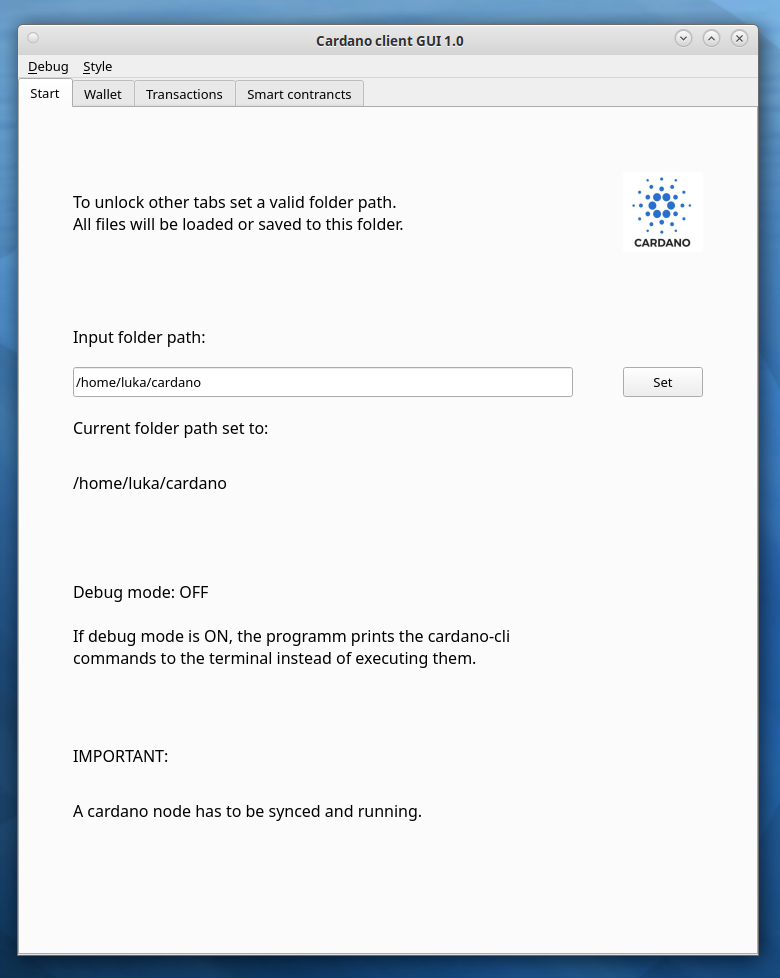 Cardano client GUI 1.0
Debug Style
Start Wallet Transactions Smart contrancts
To unlock other tabs set a valid folder path.
All files will be loaded or saved to this folder.
CARDANO
Input folder path:
/home/luka/cardano Set
Current folder path set to:
/home/luka/cardano
Debug mode: OFF
If debug mode is ON, the programm prints the cardano-cli
commands to the terminal instead of executing them.
IMPORTANT:
A cardano node has to be synced and running.